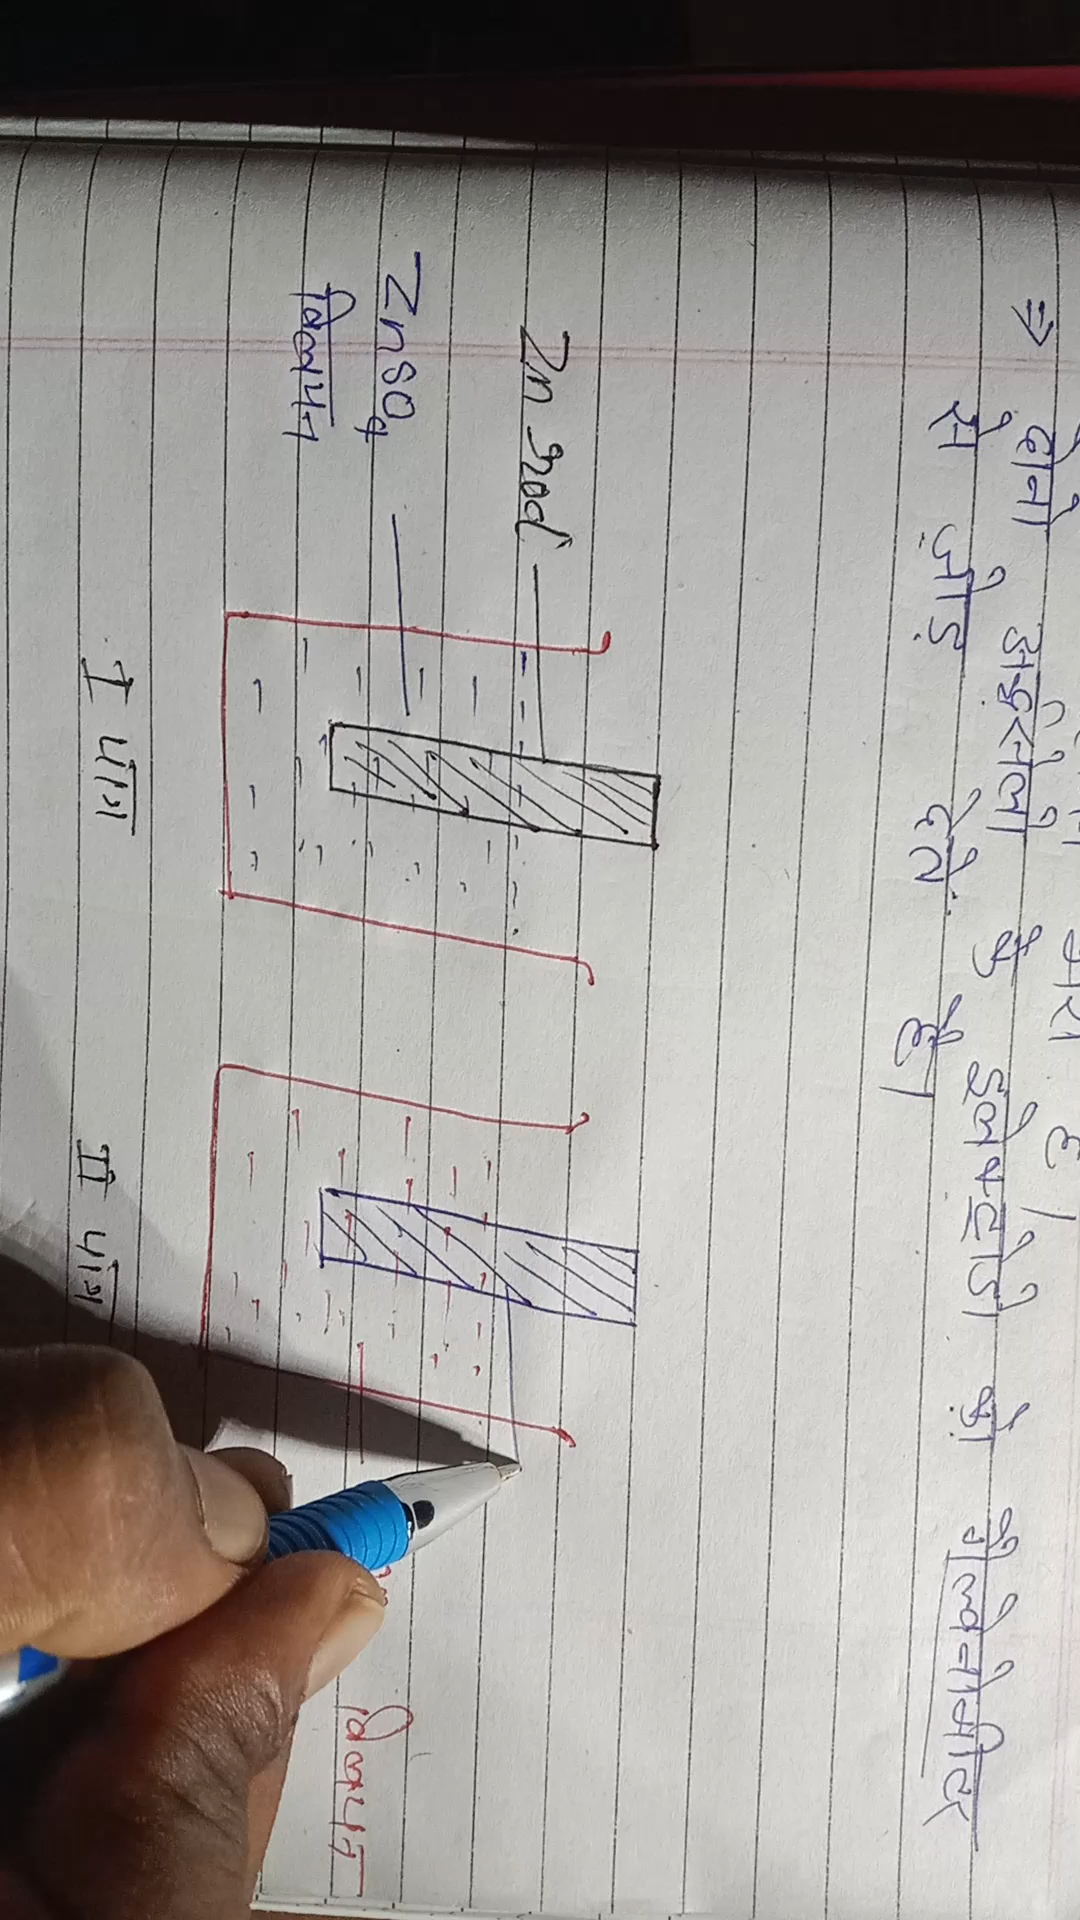 है।
⇒ दोनो अर्द्धसेलो के इलेक्ट्रोडो को गैल्वेनोमीटर
से जोड़ देते है।
Zn rod
ZnSO4
विलयन
विलयन
I पात्र
II पात्र